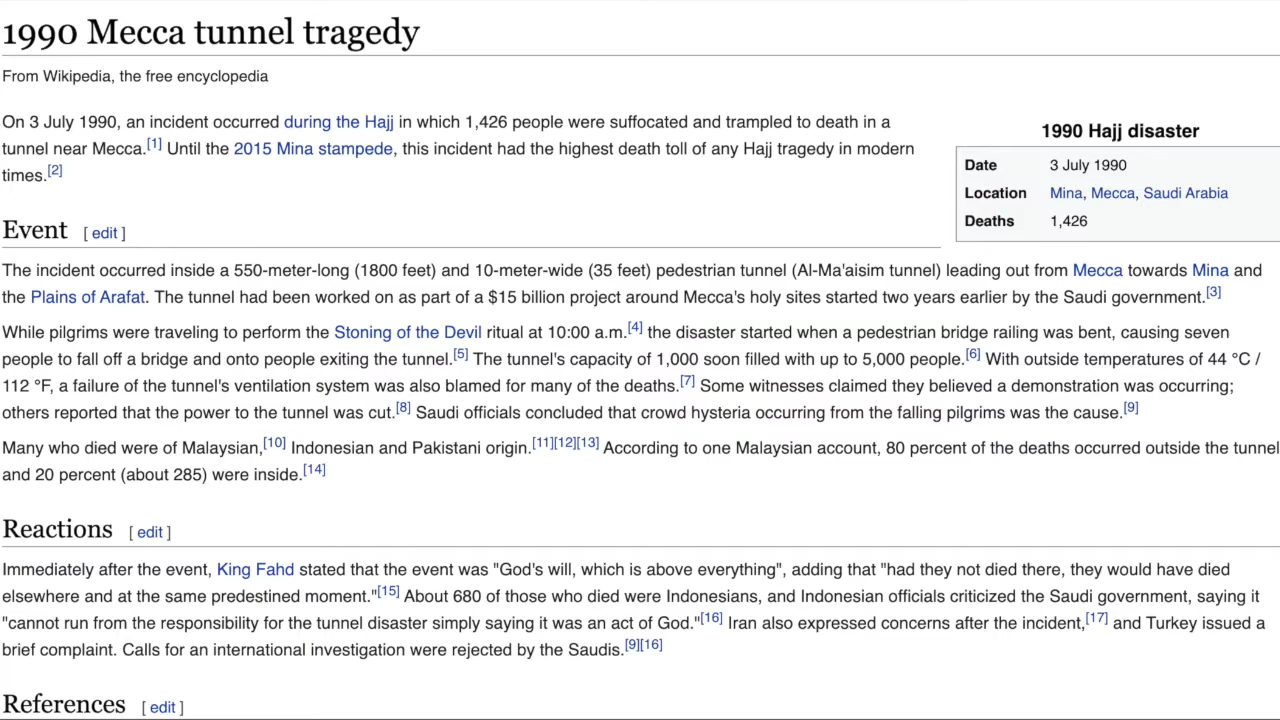 1990 Mecca tunnel tragedy
From Wikipedia, the free encyclopedia
On 3 July 1990, an incident occurred during the Hajj in which 1,426 people were suffocated and trampled to death in a
tunnel near Mecca.[1] Until the 2015 Mina stampede, this incident had the highest death toll of any Hajj tragedy in modern
times.[2]
1990 Hajj disaster
Date 3 July 1990
Location Mina, Mecca, Saudi Arabia
Deaths 1,426
Event [ edit ]
The incident occurred inside a 550-meter-long (1800 feet) and 10-meter-wide (35 feet) pedestrian tunnel (Al-Ma'aisim tunnel) leading out from Mecca towards Mina and
the Plains of Arafat. The tunnel had been worked on as part of a $15 billion project around Mecca's holy sites started two years earlier by the Saudi government.[3]
While pilgrims were traveling to perform the Stoning of the Devil ritual at 10:00 a.m.[4] the disaster started when a pedestrian bridge railing was bent, causing seven
people to fall off a bridge and onto people exiting the tunnel.[5] The tunnel's capacity of 1,000 soon filled with up to 5,000 people.[6] With outside temperatures of 44 °C /
112 °F, a failure of the tunnel's ventilation system was also blamed for many of the deaths.[7] Some witnesses claimed they believed a demonstration was occurring;
others reported that the power to the tunnel was cut.[8] Saudi officials concluded that crowd hysteria occurring from the falling pilgrims was the cause.[9]
Many who died were of Malaysian,[10] Indonesian and Pakistani origin.[11][12][13] According to one Malaysian account, 80 percent of the deaths occurred outside the tunnel
and 20 percent (about 285) were inside.[14]
Reactions [ edit ]
Immediately after the event, King Fahd stated that the event was "God's will, which is above everything", adding that "had they not died there, they would have died
elsewhere and at the same predestined moment."[15] About 680 of those who died were Indonesians, and Indonesian officials criticized the Saudi government, saying it
"cannot run from the responsibility for the tunnel disaster simply saying it was an act of God."[16] Iran also expressed concerns after the incident,[17] and Turkey issued a
brief complaint. Calls for an international investigation were rejected by the Saudis.[9][16]
References [ edit ]